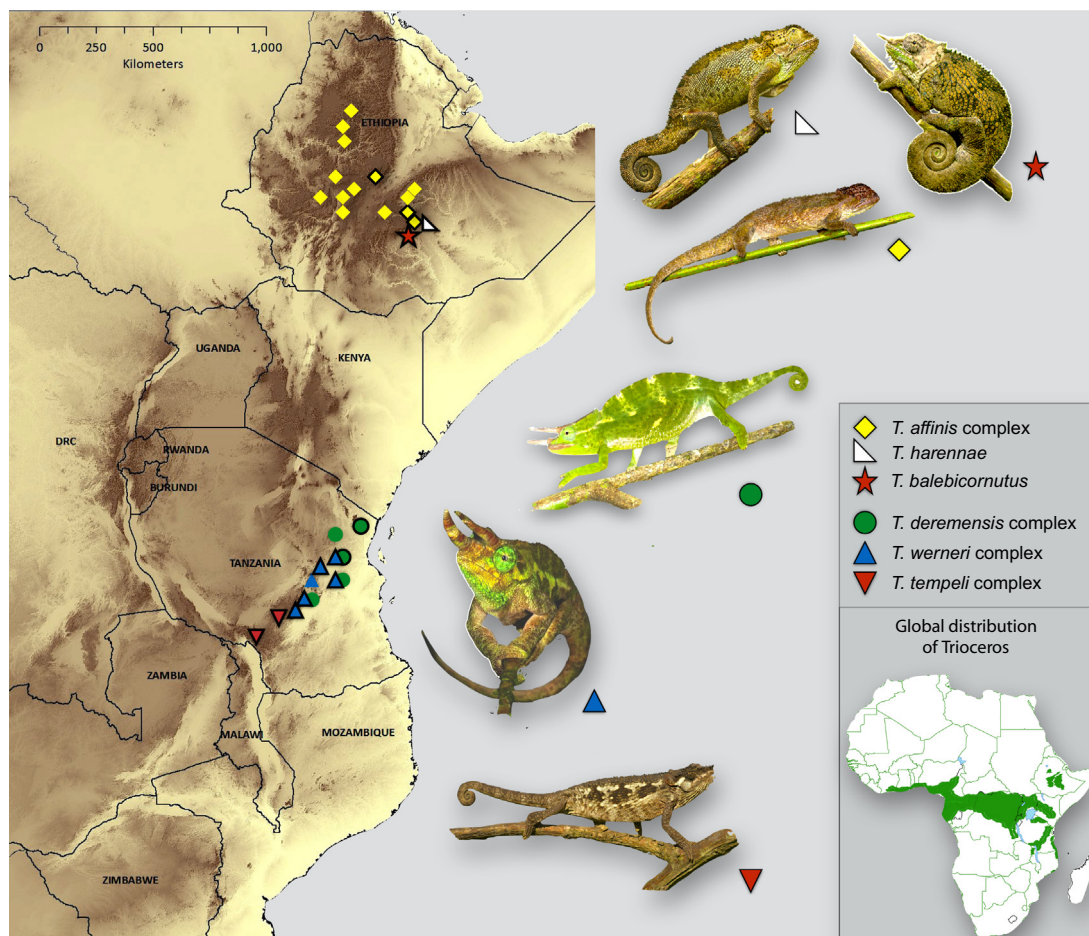 0 500 1,000
Kilometers
ETHIOPIA
UGANDA
KENYA
DRC
RWANDA
BURUNDI
TANZANIA
ZAMBIA
MALAWI
MOZAMBIQUE
ZIMBABWE
T. affinis complex
T. harennae
T. balebicornutus
T. deremensis complex
T. werneri complex
T. tempeli complex
Global distribution
of Trioceros